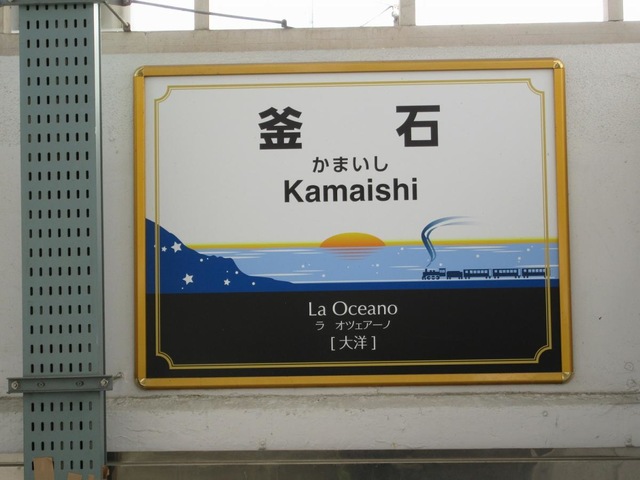 釜石
かまいし
Kamaishi
La Oceano
ラ オツェアーノ
[大洋]